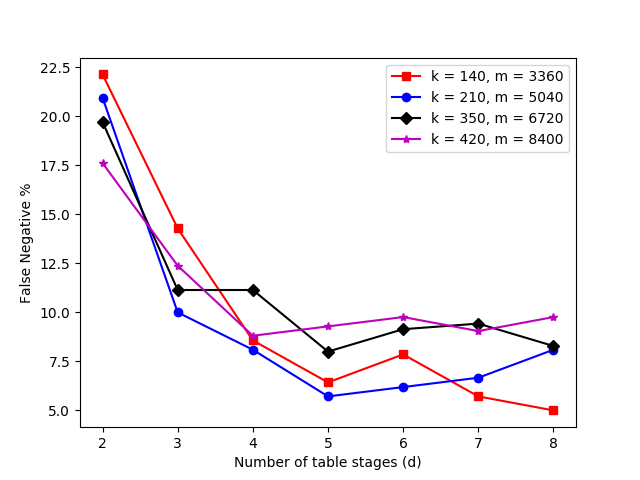 k = 140, m = 3360
k = 210, m = 5040
k = 350, m = 6720
k = 420, m = 8400
False Negative %
22.5
20.0
17.5
15.0
12.5
10.0
7.5
5.0
2 3 4 5 6 7 8
Number of table stages (d)